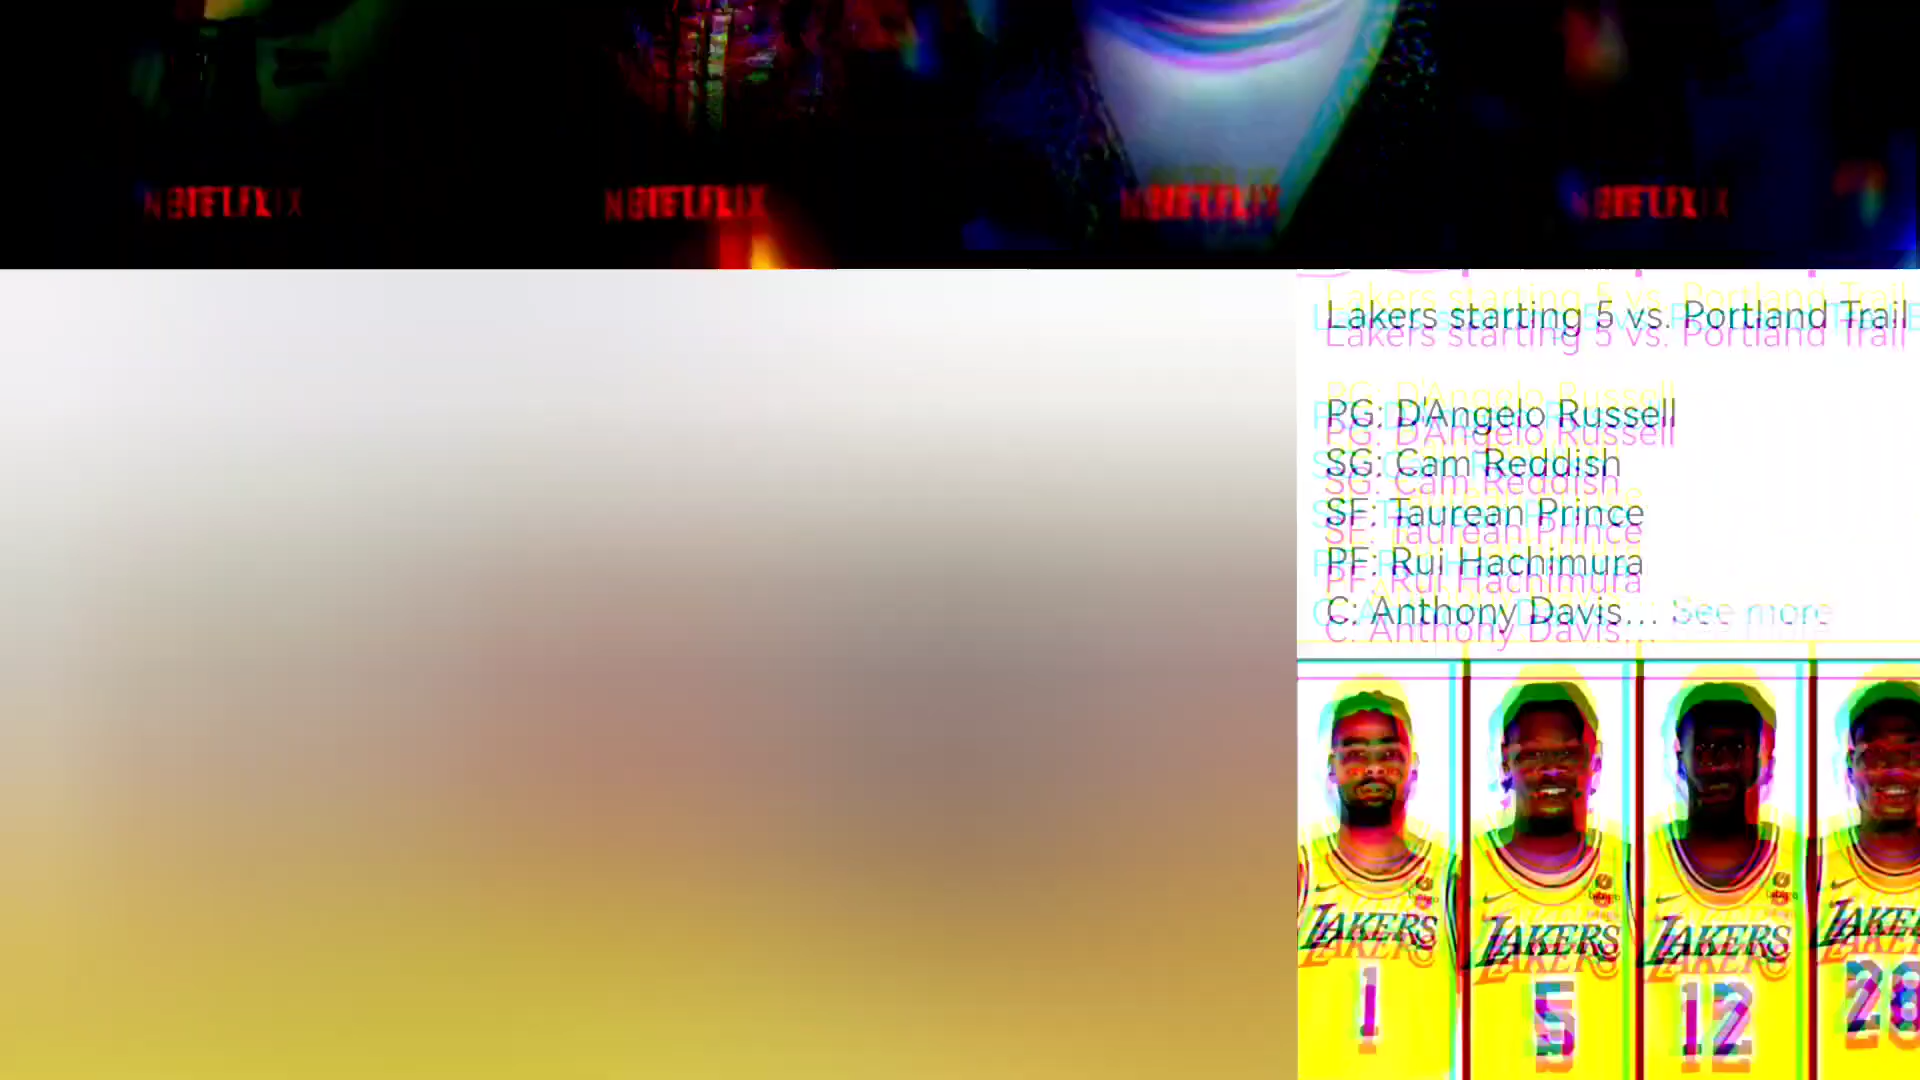 NETFLIX NETFLIX NETFLIX NETFLIX
Lakers starting 5 vs. Portland Trail
PG: D'Angelo Russell
SG: Cam Reddish
SF: Taurean Prince
PF: Rui Hachimura
C: Anthony Davis... See more
LAKERS LAKERS LAKERS LAKE
1 5 12 28